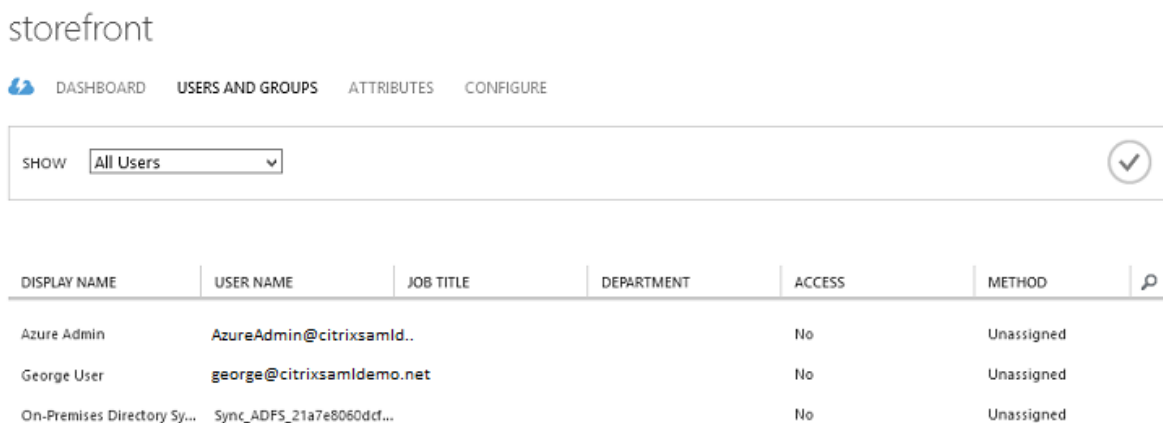 storefront
DASHBOARD USERS AND GROUPS ATTRIBUTES CONFIGURE
SHOW All Users
DISPLAY NAME USER NAME JOB TITLE DEPARTMENT ACCESS METHOD
Azure Admin AzureAdmin@citrixsamld.. No Unassigned
George User george@citrixsamldemo.net No Unassigned
On-Premises Directory Sy... Sync_ADFS_21a7e8060dcf... No Unassigned